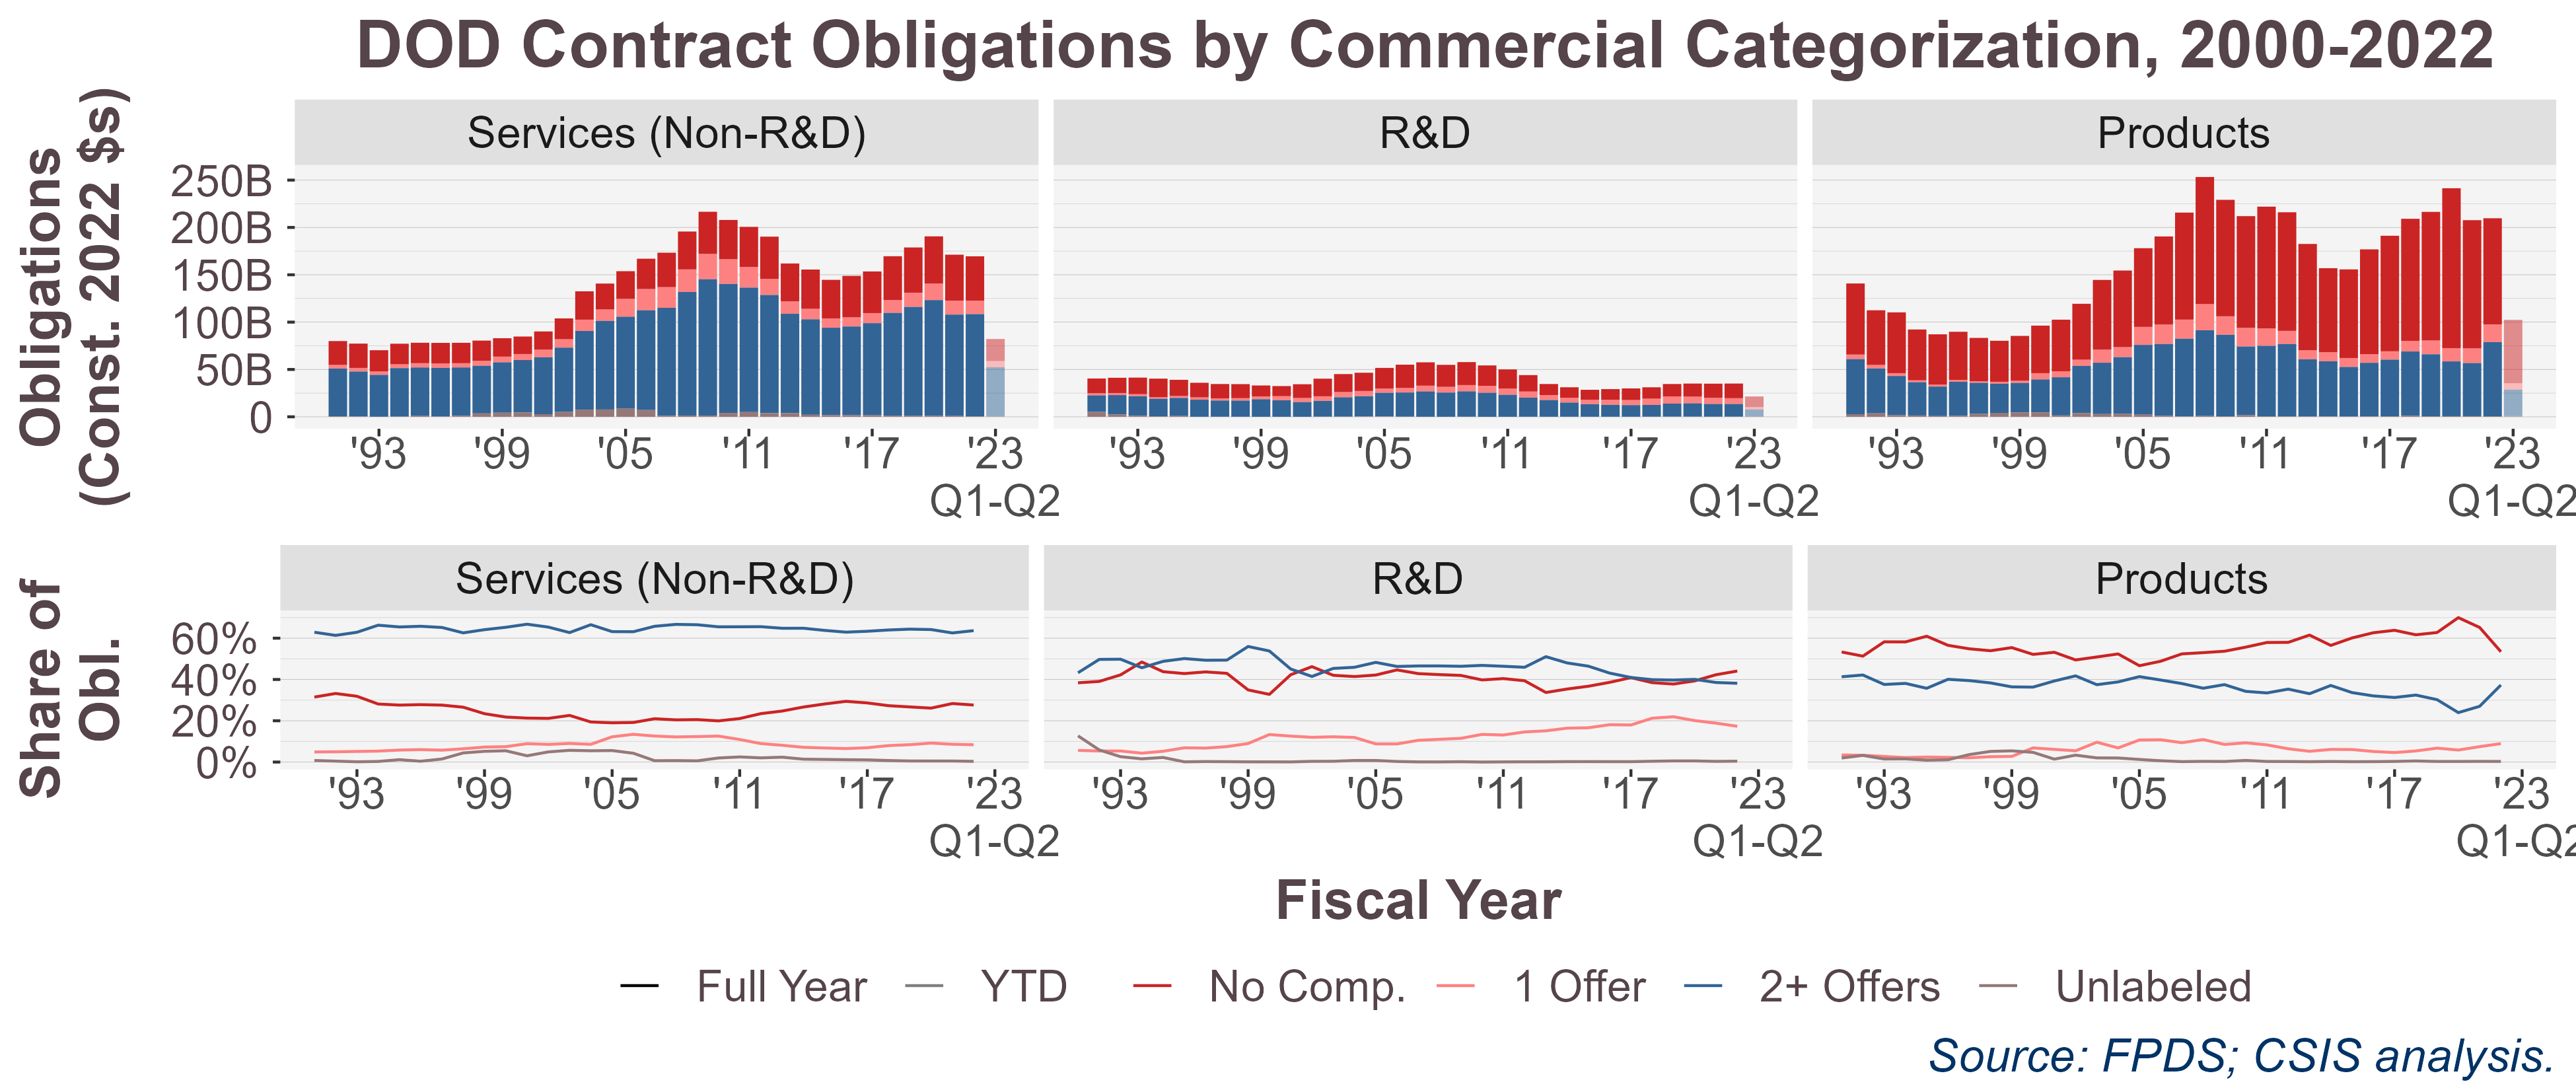 DOD Contract Obligations by Commercial Categorization, 2000-2022
Obligations
(Const. 2022 $s)
Services (Non-R&D)
R&D
Products
250B
200B
150B
100B
50B
0
'93 '99 '05 '11 '17 '23
Q1-Q2
'93 '99 '05 '11 '17 '23
Q1-Q2
'93 '99 '05 '11 '17 '23
Q1-Q2
Share of
Obl.
Services (Non-R&D)
R&D
Products
60%
40%
20%
0%
'93 '99 '05 '11 '17 '23
Q1-Q2
'93 '99 '05 '11 '17 '23
Q1-Q2
'93 '99 '05 '11 '17 '23
Q1-Q2
Fiscal Year
Full Year YTD No Comp. 1 Offer 2+ Offers Unlabeled
Source: FPDS; CSIS analysis.